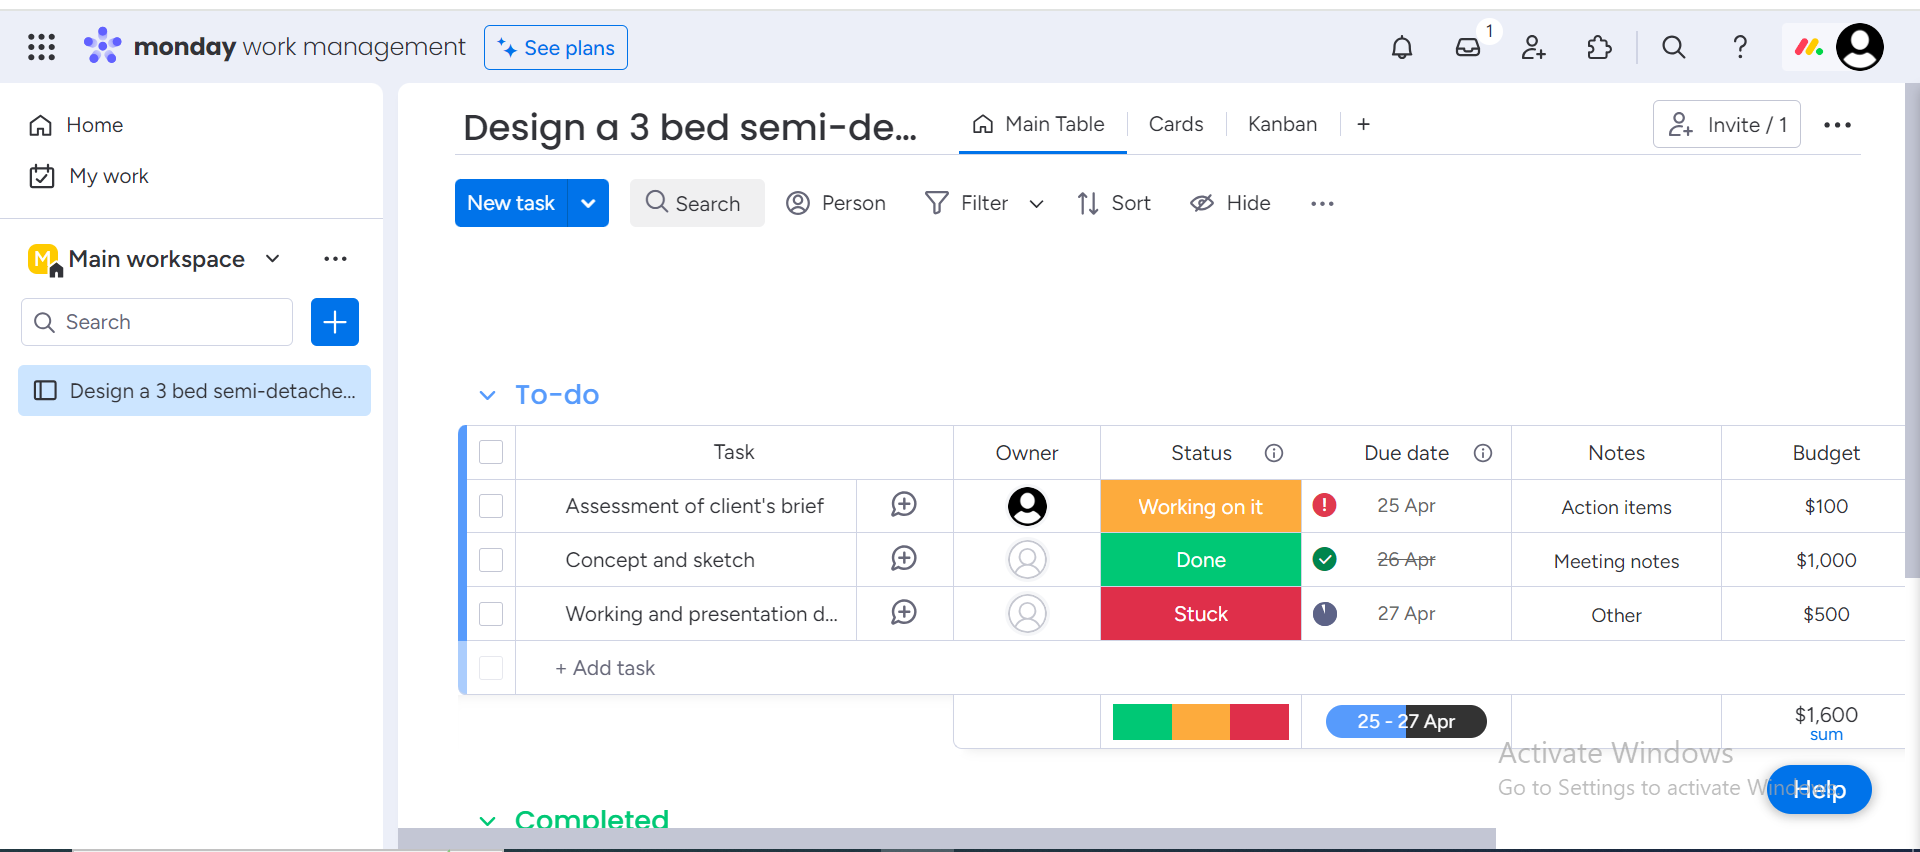 monday work management
See plans
1
Home
My work
M
Main workspace
Search
Design a 3 bed semi-detache...
Design a 3 bed semi-de...
Main Table
Cards
Kanban
+
Invite / 1
New task
Search
Person
Filter
Sort
Hide
To-do
Task Owner Status Due date Notes Budget
Assessment of client's brief Working on it 25 Apr Action items $100
Concept and sketch Done 26 Apr Meeting notes $1,000
Working and presentation d... Stuck 27 Apr Other $500
+ Add task
25 - 27 Apr
$1,600
sum
Activate Windows
Go to Settings to activate Windows.
Help
Completed